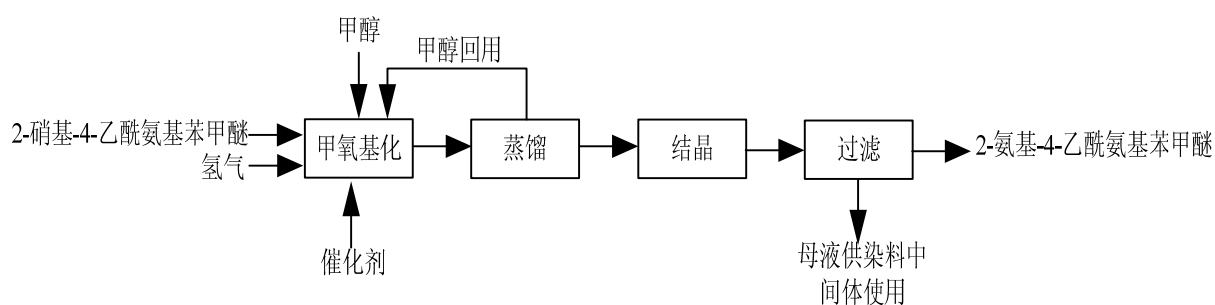 甲醇
甲醇回用
2-硝基-4-乙酰氨基苯甲醚
氢气
甲氧基化
蒸馏
结晶
过滤
2-氨基-4-乙酰氨基苯甲醚
催化剂
母液供染料中
间体使用